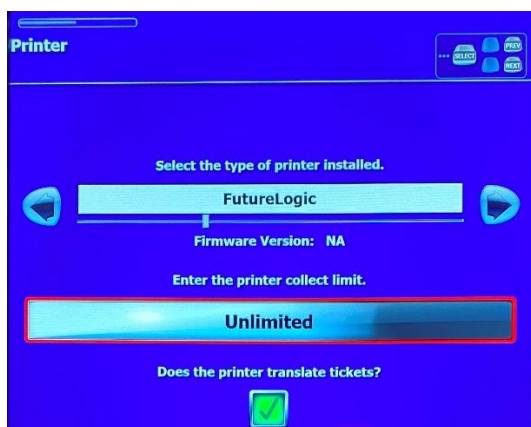 Printer
... SELECT
PREV
NEXT
Select the type of printer installed.
FutureLogic
Firmware Version: NA
Enter the printer collect limit.
Unlimited
Does the printer translate tickets?